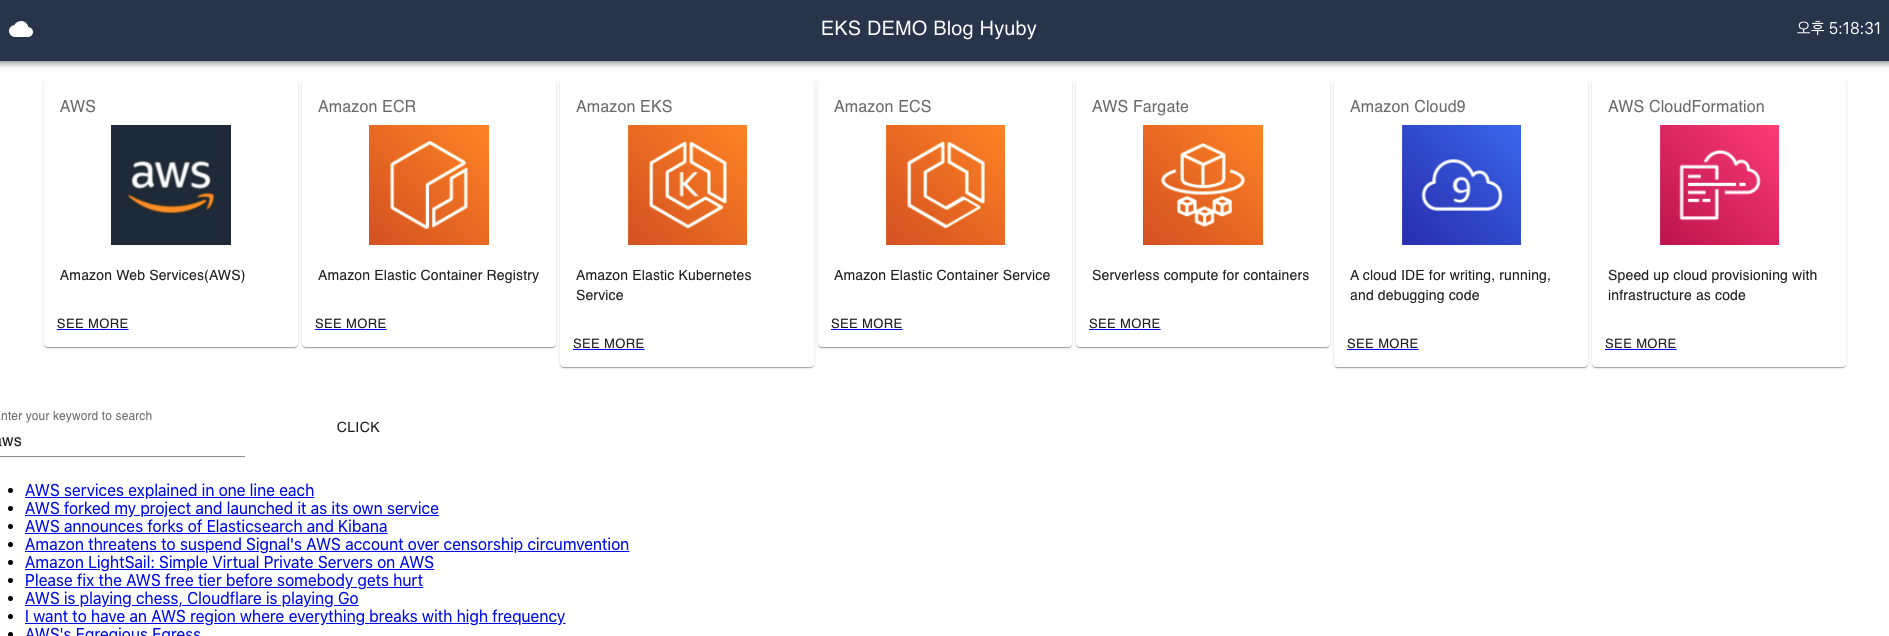 EKS DEMO Blog Hyuby
오후 5:18:31
AWS
aws
Amazon Web Services(AWS)
SEE MORE
Amazon ECR
Amazon Elastic Container Registry
SEE MORE
Amazon EKS
K
Amazon Elastic Kubernetes
Service
SEE MORE
Amazon ECS
Amazon Elastic Container Service
SEE MORE
AWS Fargate
Serverless compute for containers
SEE MORE
Amazon Cloud9
9
A cloud IDE for writing, running,
and debugging code
SEE MORE
AWS CloudFormation
Speed up cloud provisioning with
infrastructure as code
SEE MORE
nter your keyword to search
aws
CLICK
AWS services explained in one line each
AWS forked my project and launched it as its own service
AWS announces forks of Elasticsearch and Kibana
Amazon threatens to suspend Signal's AWS account over censorship circumvention
Amazon LightSail: Simple Virtual Private Servers on AWS
Please fix the AWS free tier before somebody gets hurt
AWS is playing chess, Cloudflare is playing Go
I want to have an AWS region where everything breaks with high frequency
AWS's Egregious Egress